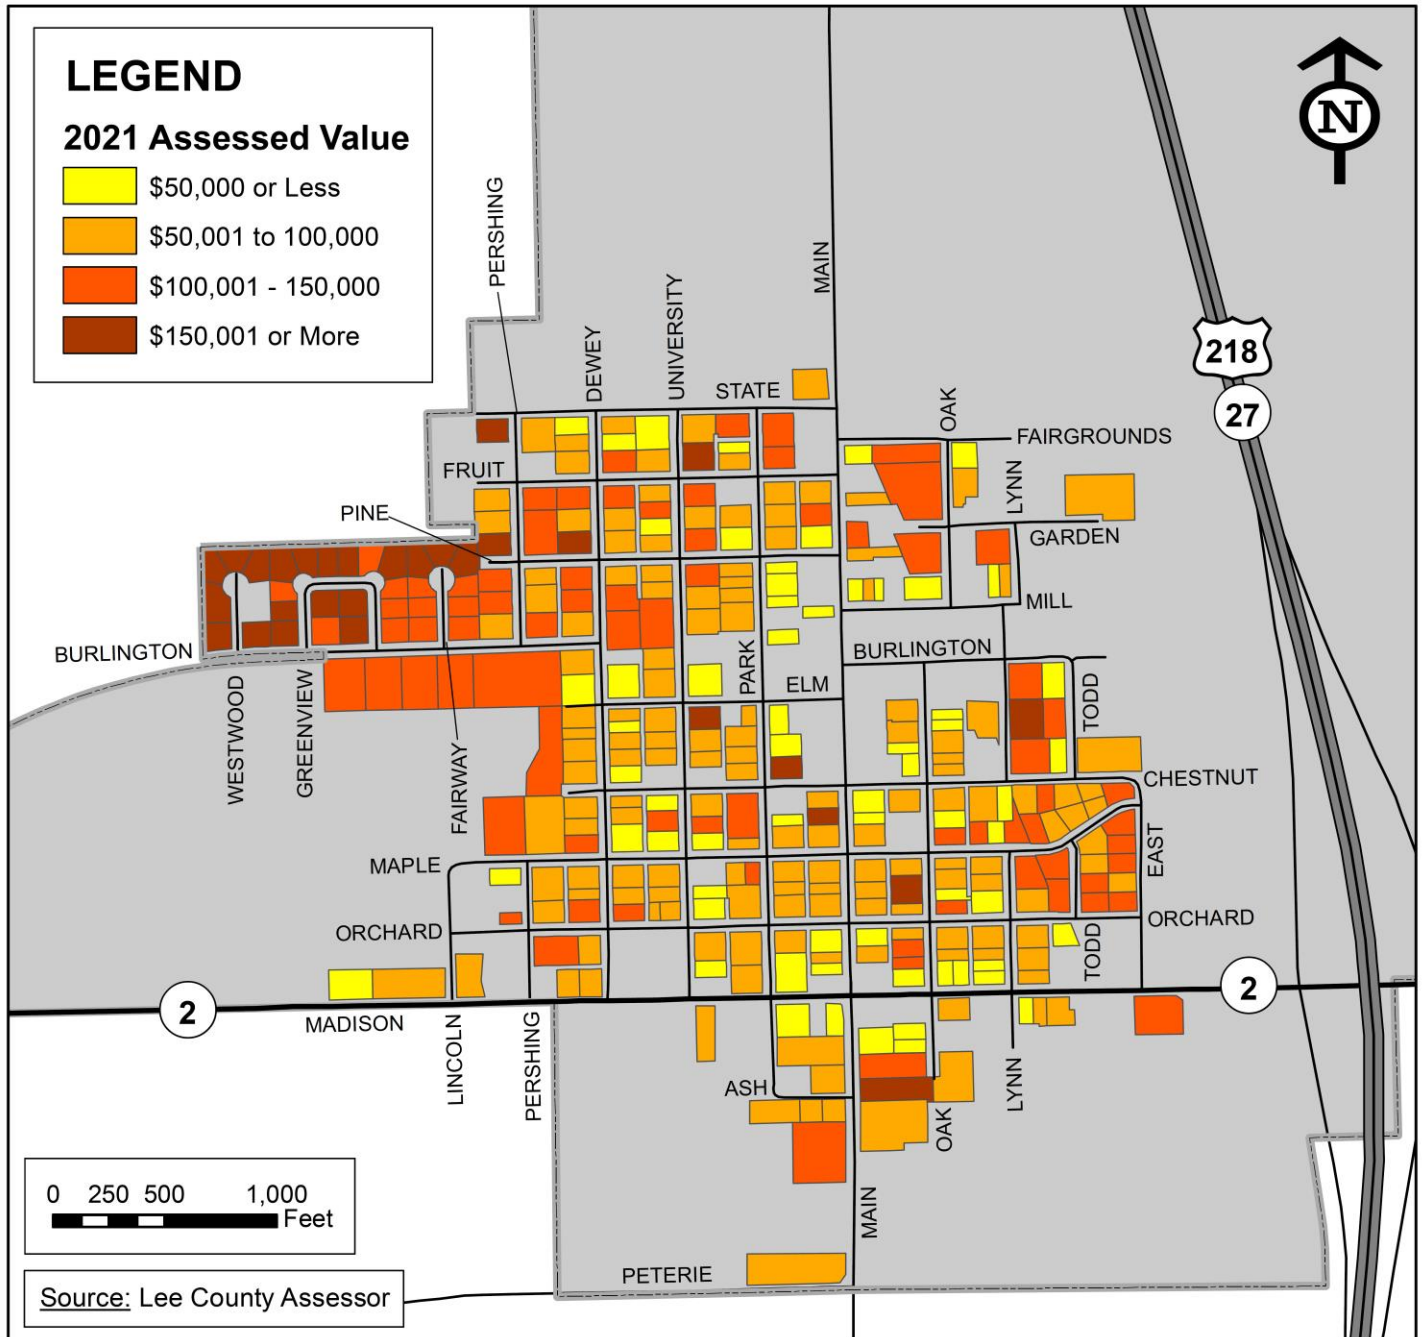 LEGEND
2021 Assessed Value
$50,000 or Less
$50,001 to 100,000
$100,001 - 150,000
$150,001 or More
N
218
27
PERSHING
DEWEY
UNIVERSITY
MAIN
STATE
OAK
FAIRGROUNDS
FRUIT
LYNN
PINE
GARDEN
MILL
BURLINGTON
BURLINGTON
PARK
ELM
TODD
WESTWOOD
GREENVIEW
FAIRWAY
CHESTNUT
MAPLE
EAST
ORCHARD
ORCHARD
TODD
2
2
MADISON
LINCOLN
PERSHING
ASH
OAK
LYNN
MAIN
PETERIE
0 250 500 1,000
Feet
Source: Lee County Assessor